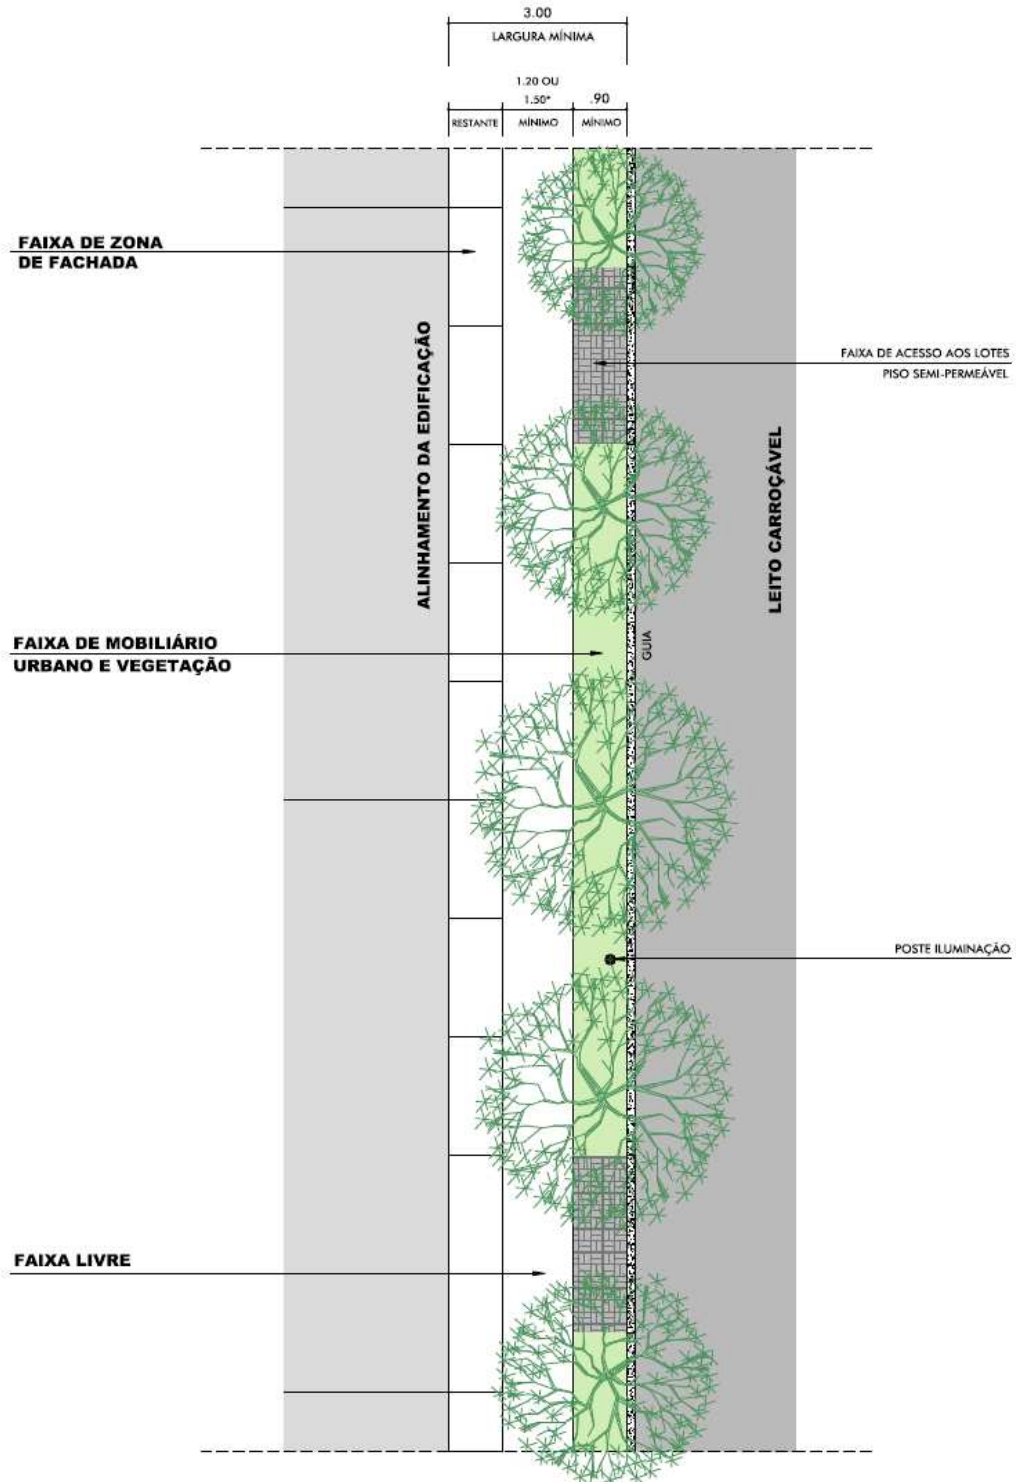 3.00
LARGURA MÍNIMA
1.20 OU
1.50*
.90
RESTANTE
MÍNIMO
MÍNIMO
FAIXA DE ZONA
DE FACHADA
ALINHAMENTO DA EDIFICAÇÃO
FAIXA DE ACESSO AOS LOTES
PISO SEMI-PERMEÁVEL
LEITO CARROÇÁVEL
GUIA
FAIXA DE MOBILIÁRIO
URBANO E VEGETAÇÃO
POSTE ILUMINAÇÃO
FAIXA LIVRE